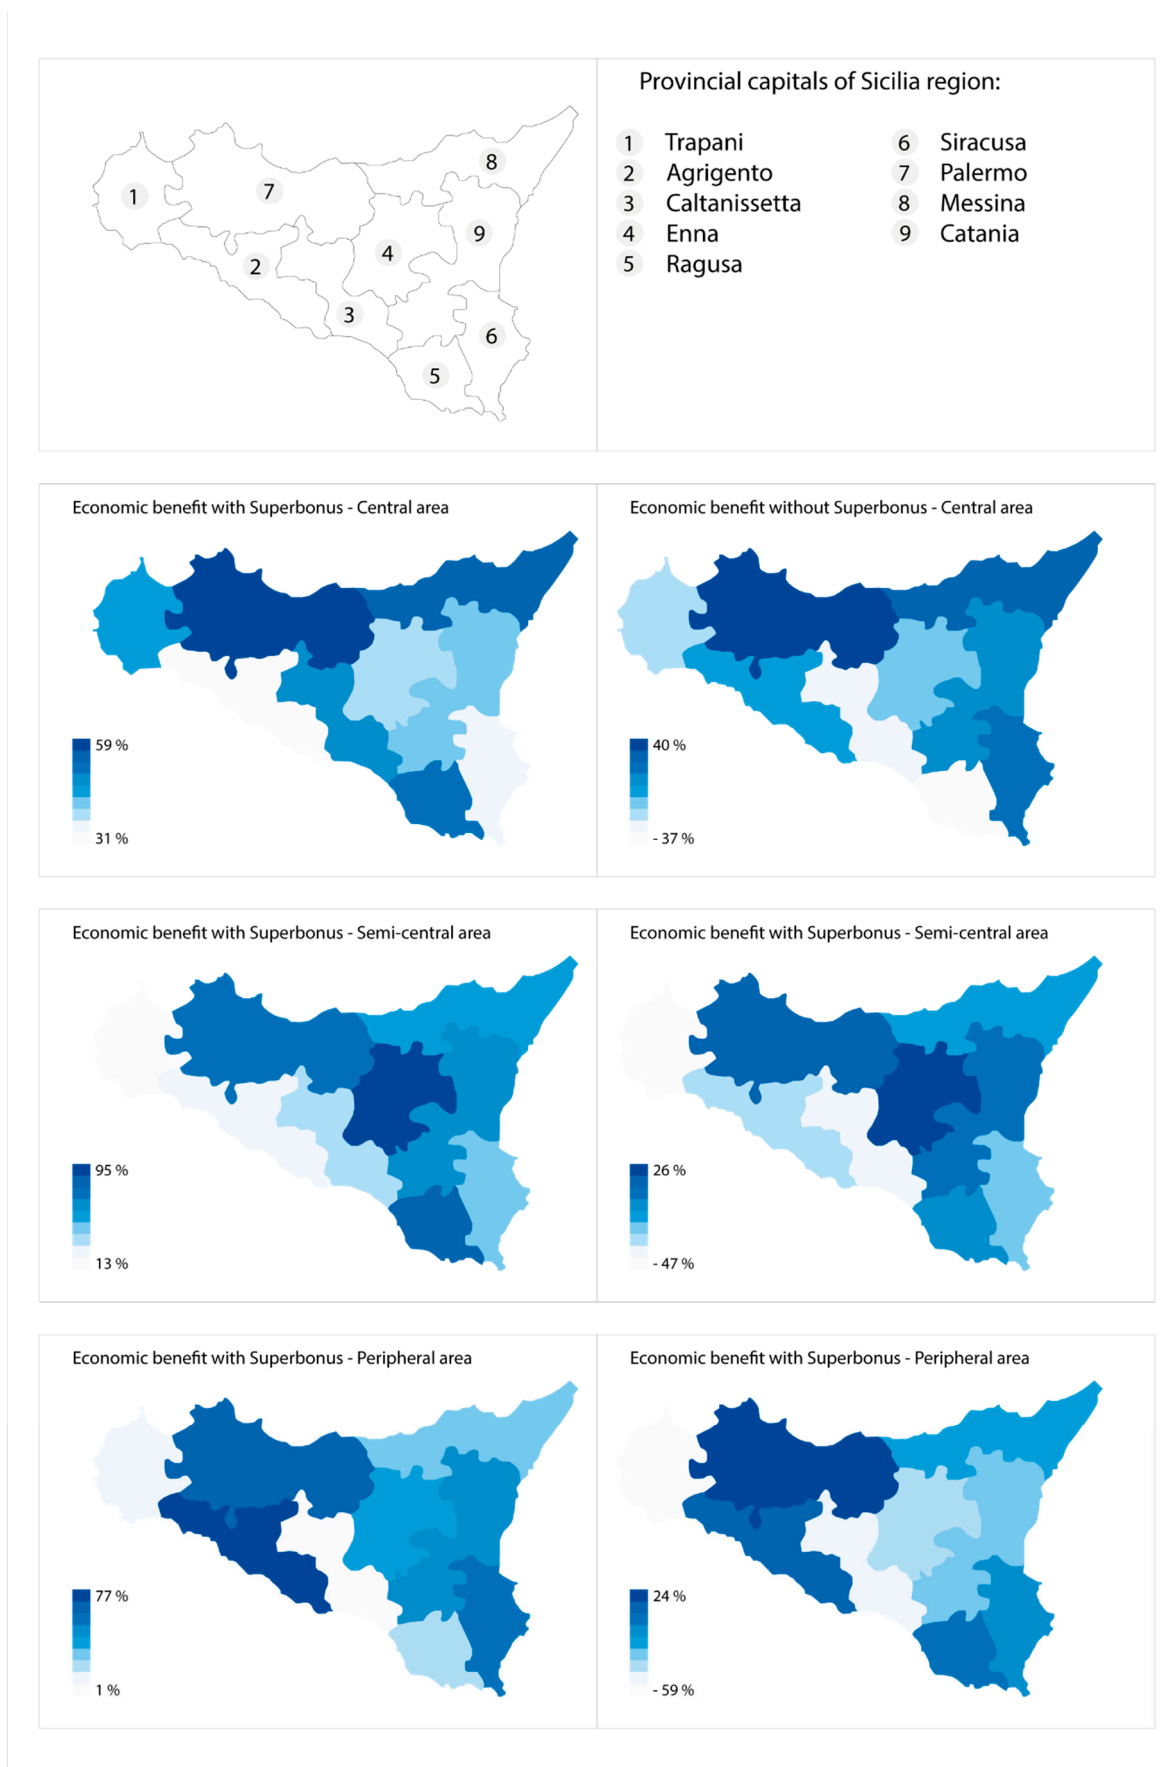 Provincial capitals of Sicilia region:
1 Trapani
2 Agrigento
3 Caltanissetta
4 Enna
5 Ragusa
6 Siracusa
7 Palermo
8 Messina
9 Catania
1
2
3
4
5
6
7
8
9
Economic benefit with Superbonus - Central area
59 %
31 %
Economic benefit without Superbonus - Central area
40 %
- 37 %
Economic benefit with Superbonus - Semi-central area
95 %
13 %
Economic benefit with Superbonus - Semi-central area
26 %
- 47 %
Economic benefit with Superbonus - Peripheral area
77 %
1 %
Economic benefit with Superbonus - Peripheral area
24 %
- 59 %